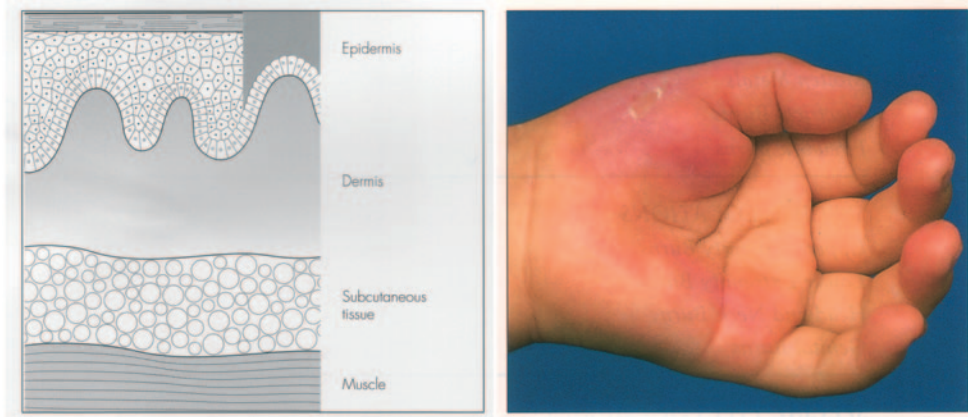 Epidermis
Dermis
Subcutaneous
tissue
Muscle